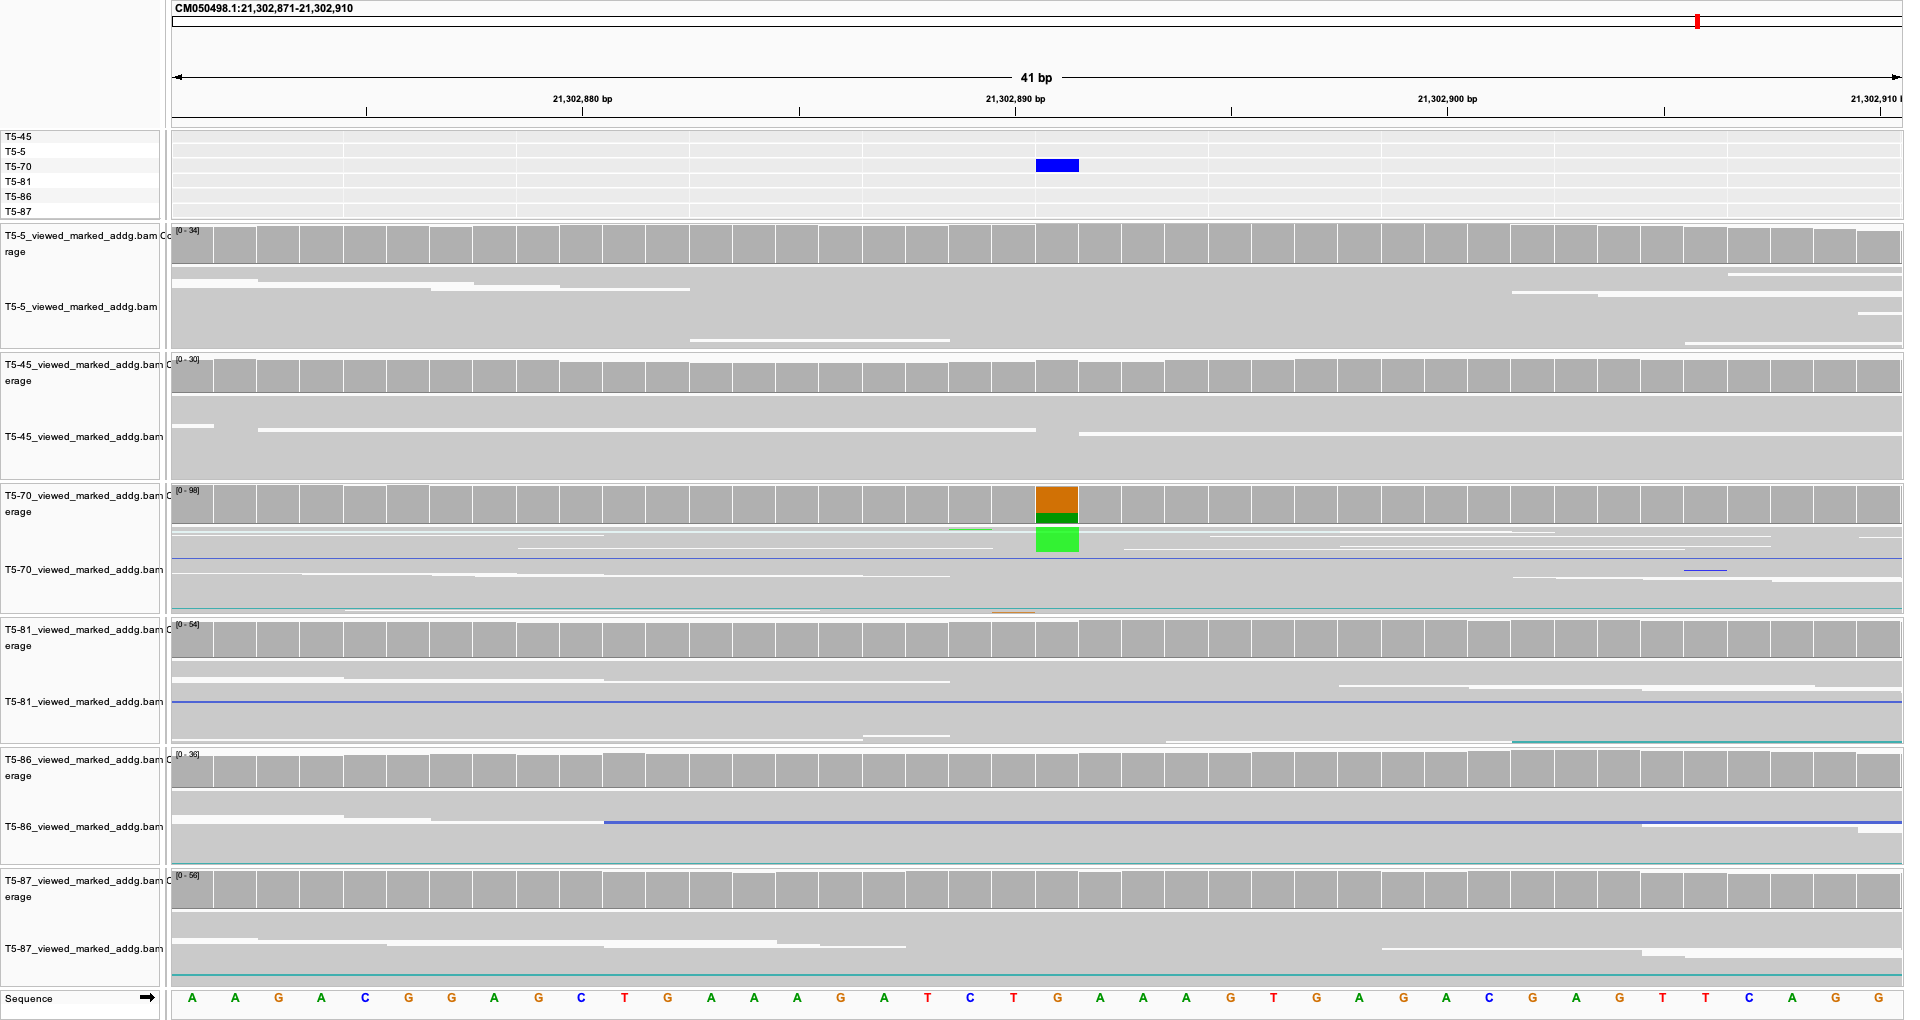 CM050498.1:21,302,871-21,302,910
41 bp
21,302,880 bp 21,302,890 bp 21,302,900 bp 21,302,910 l
T5-45
T5-5
T5-70
T5-81
T5-86
T5-87
T5-5_viewed_marked_addg.bam Co
rage
[0 - 34]
T5-5_viewed_marked_addg.bam
T5-45_viewed_marked_addg.bam C
erage
[0 - 30]
T5-45_viewed_marked_addg.bam
T5-70_viewed_marked_addg.bam C
erage
[0 - 98]
T5-70_viewed_marked_addg.bam
T5-81_viewed_marked_addg.bam C
erage
[0 - 54]
T5-81_viewed_marked_addg.bam
T5-86_viewed_marked_addg.bam C
erage
[0 - 36]
T5-86_viewed_marked_addg.bam
T5-87_viewed_marked_addg.bam C
erage
[0 - 56]
T5-87_viewed_marked_addg.bam
Sequence A A G A C G G A G C T G A A A G A T C T G A A A G T G A G A C G A G T T C A G G